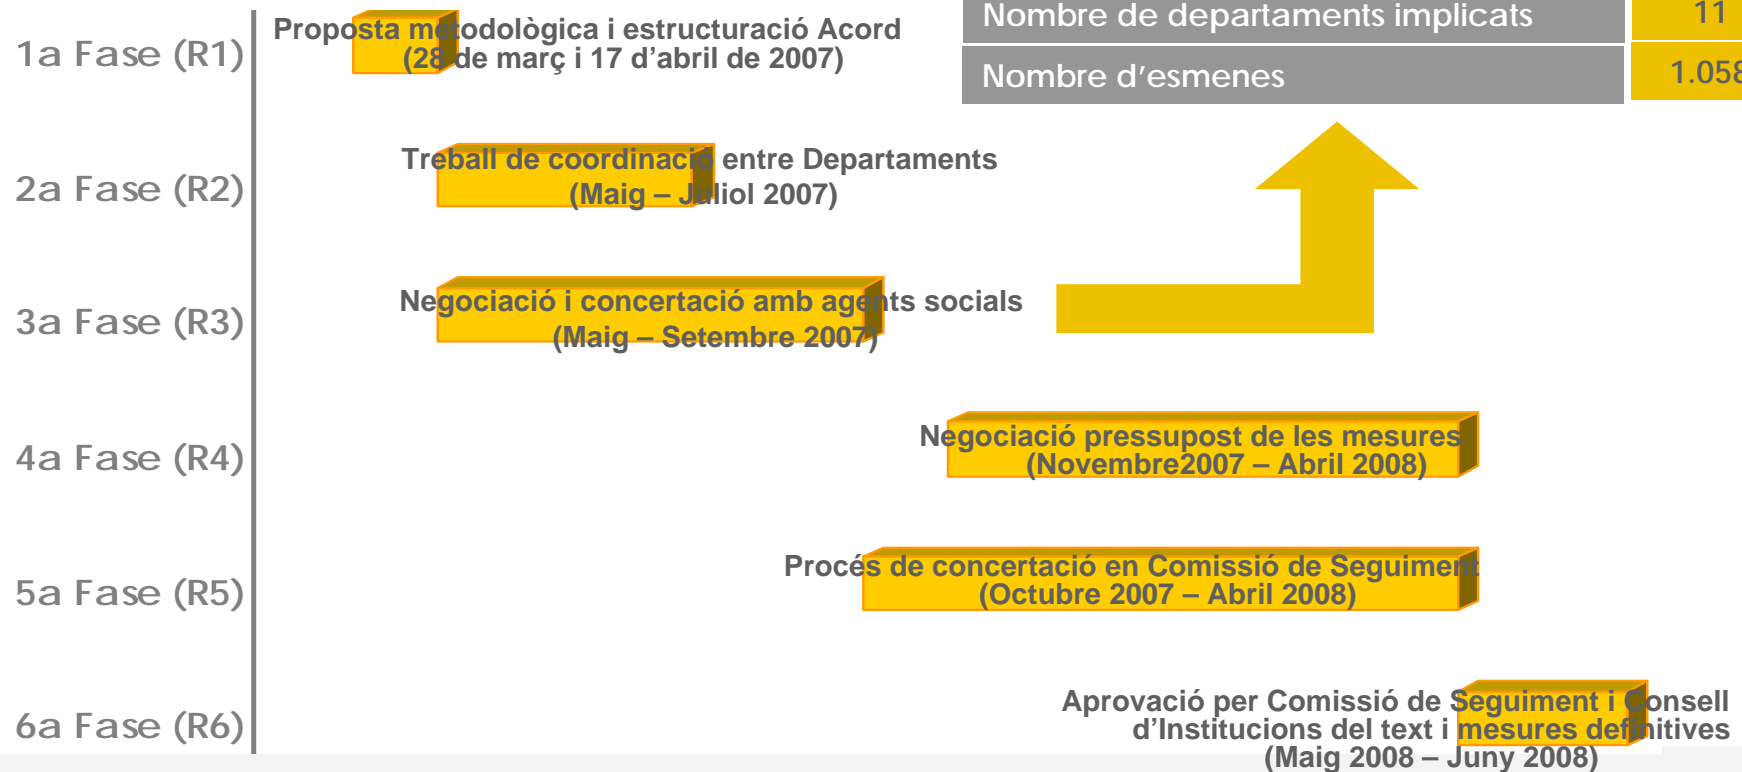 Nombre de departaments implicats 11
Proposta metodològica i estructuració Acord
1a Fase (R1)
(28 de març i 17 d’abril de 2007)
Nombre d’esmenes 1.058
Treball de coordinació entre Departaments
2a Fase (R2)
(Maig – Juliol 2007)
Negociació i concertació amb agents socials
3a Fase (R3)
(Maig – Setembre 2007)
Negociació pressupost de les mesures
4a Fase (R4)
(Novembre2007 – Abril 2008)
Procés de concertació en Comissió de Seguiment
5a Fase (R5)
(Octubre 2007 – Abril 2008)
Aprovació per Comissió de Seguiment i Consell
6a Fase (R6)
d’Institucions del text i mesures definitives
(Maig 2008 – Juny 2008)